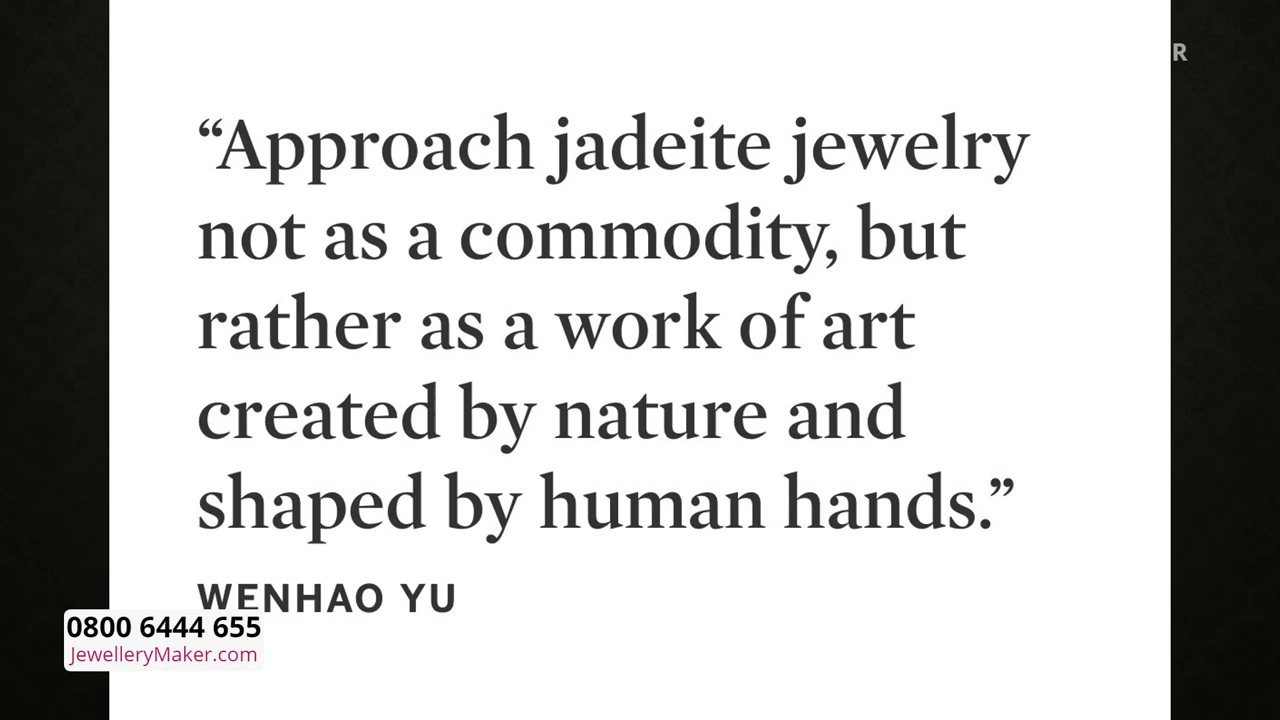 R
“Approach jadeite jewelry
not as a commodity, but
rather as a work of art
created by nature and
shaped by human hands.”
WENHAO YU
0800 6444 655
JewelleryMaker.com